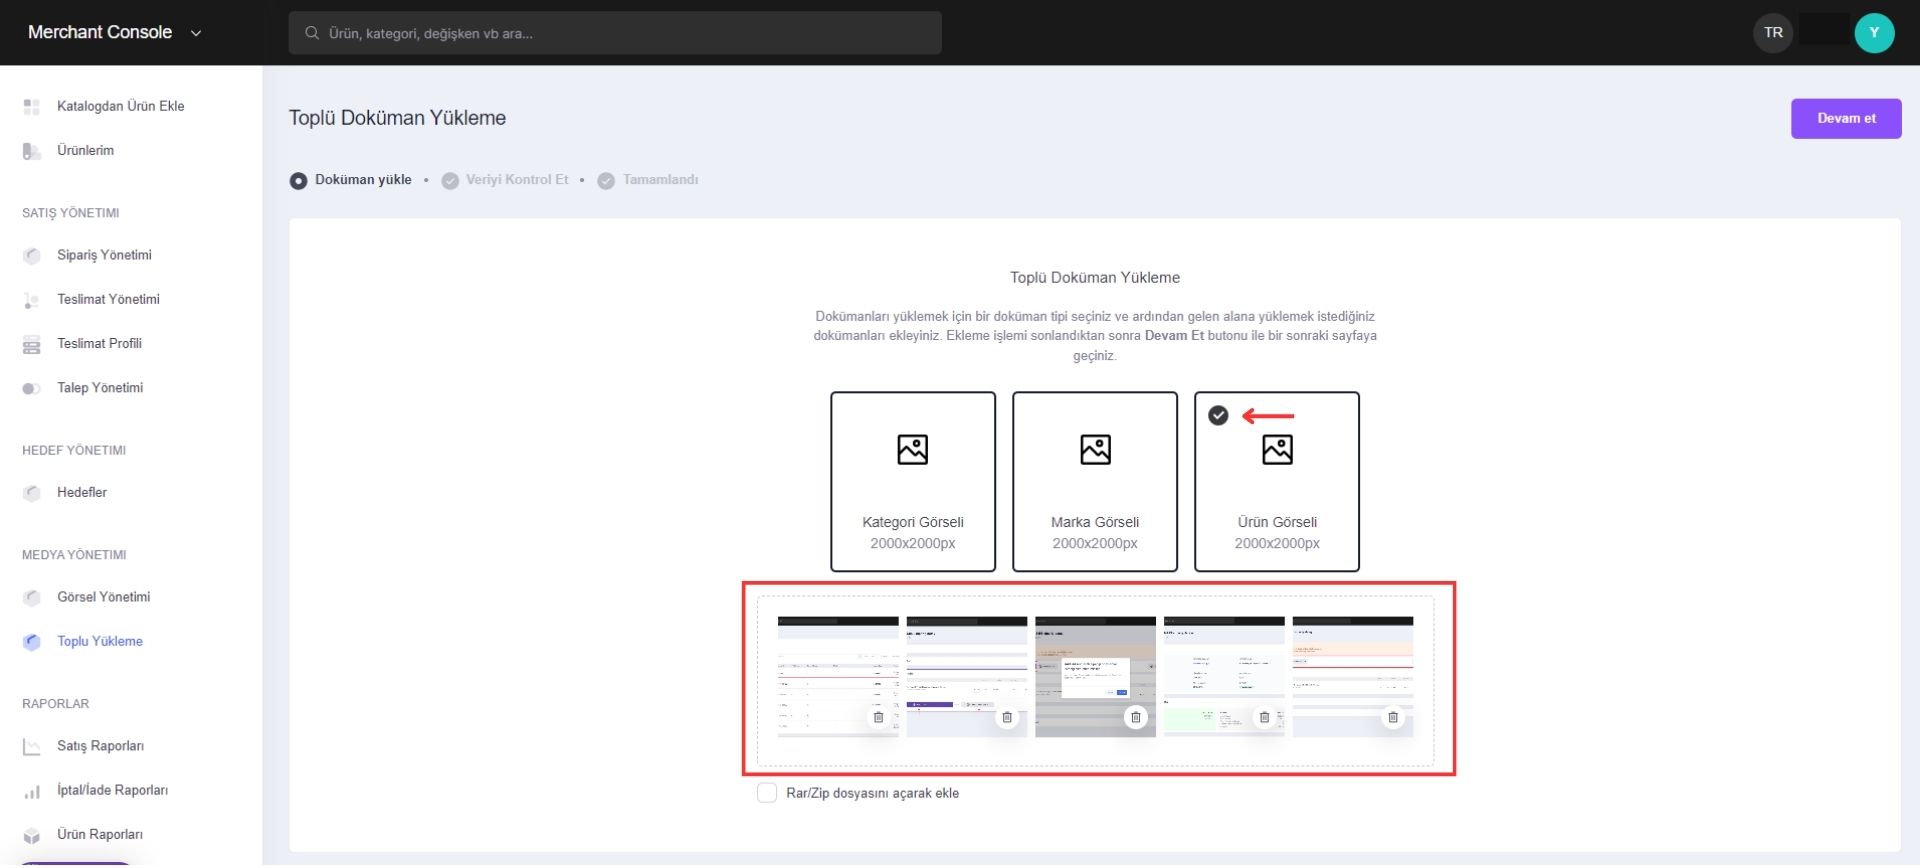 Merchant Console
Ürün, kategori, değişken vb ara...
TR
Y
Katalogdan Ürün Ekle
Ürünlerim
SATIŞ YÖNETIMI
Sipariş Yönetimi
Teslimat Yönetimi
Teslimat Profili
Talep Yönetimi
HEDEF YÖNETIMI
Hedefler
MEDYA YÖNETIMI
Görsel Yönetimi
Toplu Yükleme
RAPORLAR
Satış Raporları
İptal/İade Raporları
Ürün Raporları
Toplü Doküman Yükleme
Devam et
Doküman yükle • Veriyi Kontrol Et • Tamamlandı
Toplü Doküman Yükleme
Dokümanları yüklemek için bir doküman tipi seçiniz ve ardından gelen alana yüklemek istediğiniz
dokümanları ekleyiniz. Ekleme işlemi sonlandıktan sonra Devam Et butonu ile bir sonraki sayfaya
geçiniz.
Kategori Görseli
2000x2000px
Marka Görseli
2000x2000px
Ürün Görseli
2000x2000px
Rar/Zip dosyasını açarak ekle